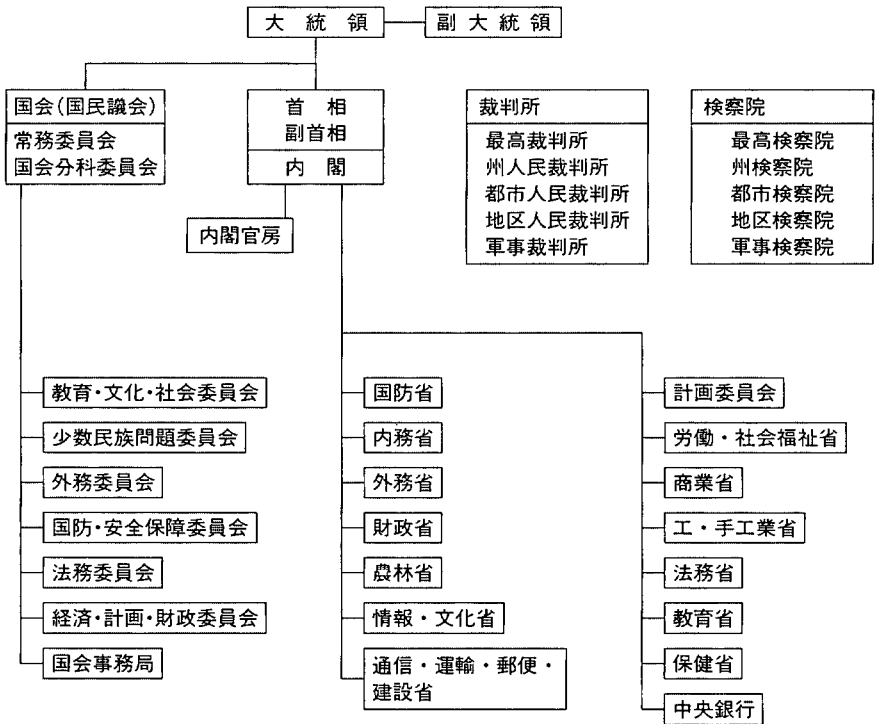 大統領
副大統領
国会(国民議会)
常務委員会
国会分科委員会
首相
副首相
内閣
内閣官房
裁判所
最高裁判所
州人民裁判所
都市人民裁判所
地区人民裁判所
軍事裁判所
検察院
最高検察院
州検察院
都市検察院
地区検察院
軍事検察院
教育・文化・社会委員会
少数民族問題委員会
外務委員会
国防・安全保障委員会
法務委員会
経済・計画・財政委員会
国会事務局
国防省
内務省
外務省
財政省
農林省
情報・文化省
通信・運輸・郵便・
建設省
計画委員会
労働・社会福祉省
商業省
工・手工業省
法務省
教育省
保健省
中央銀行